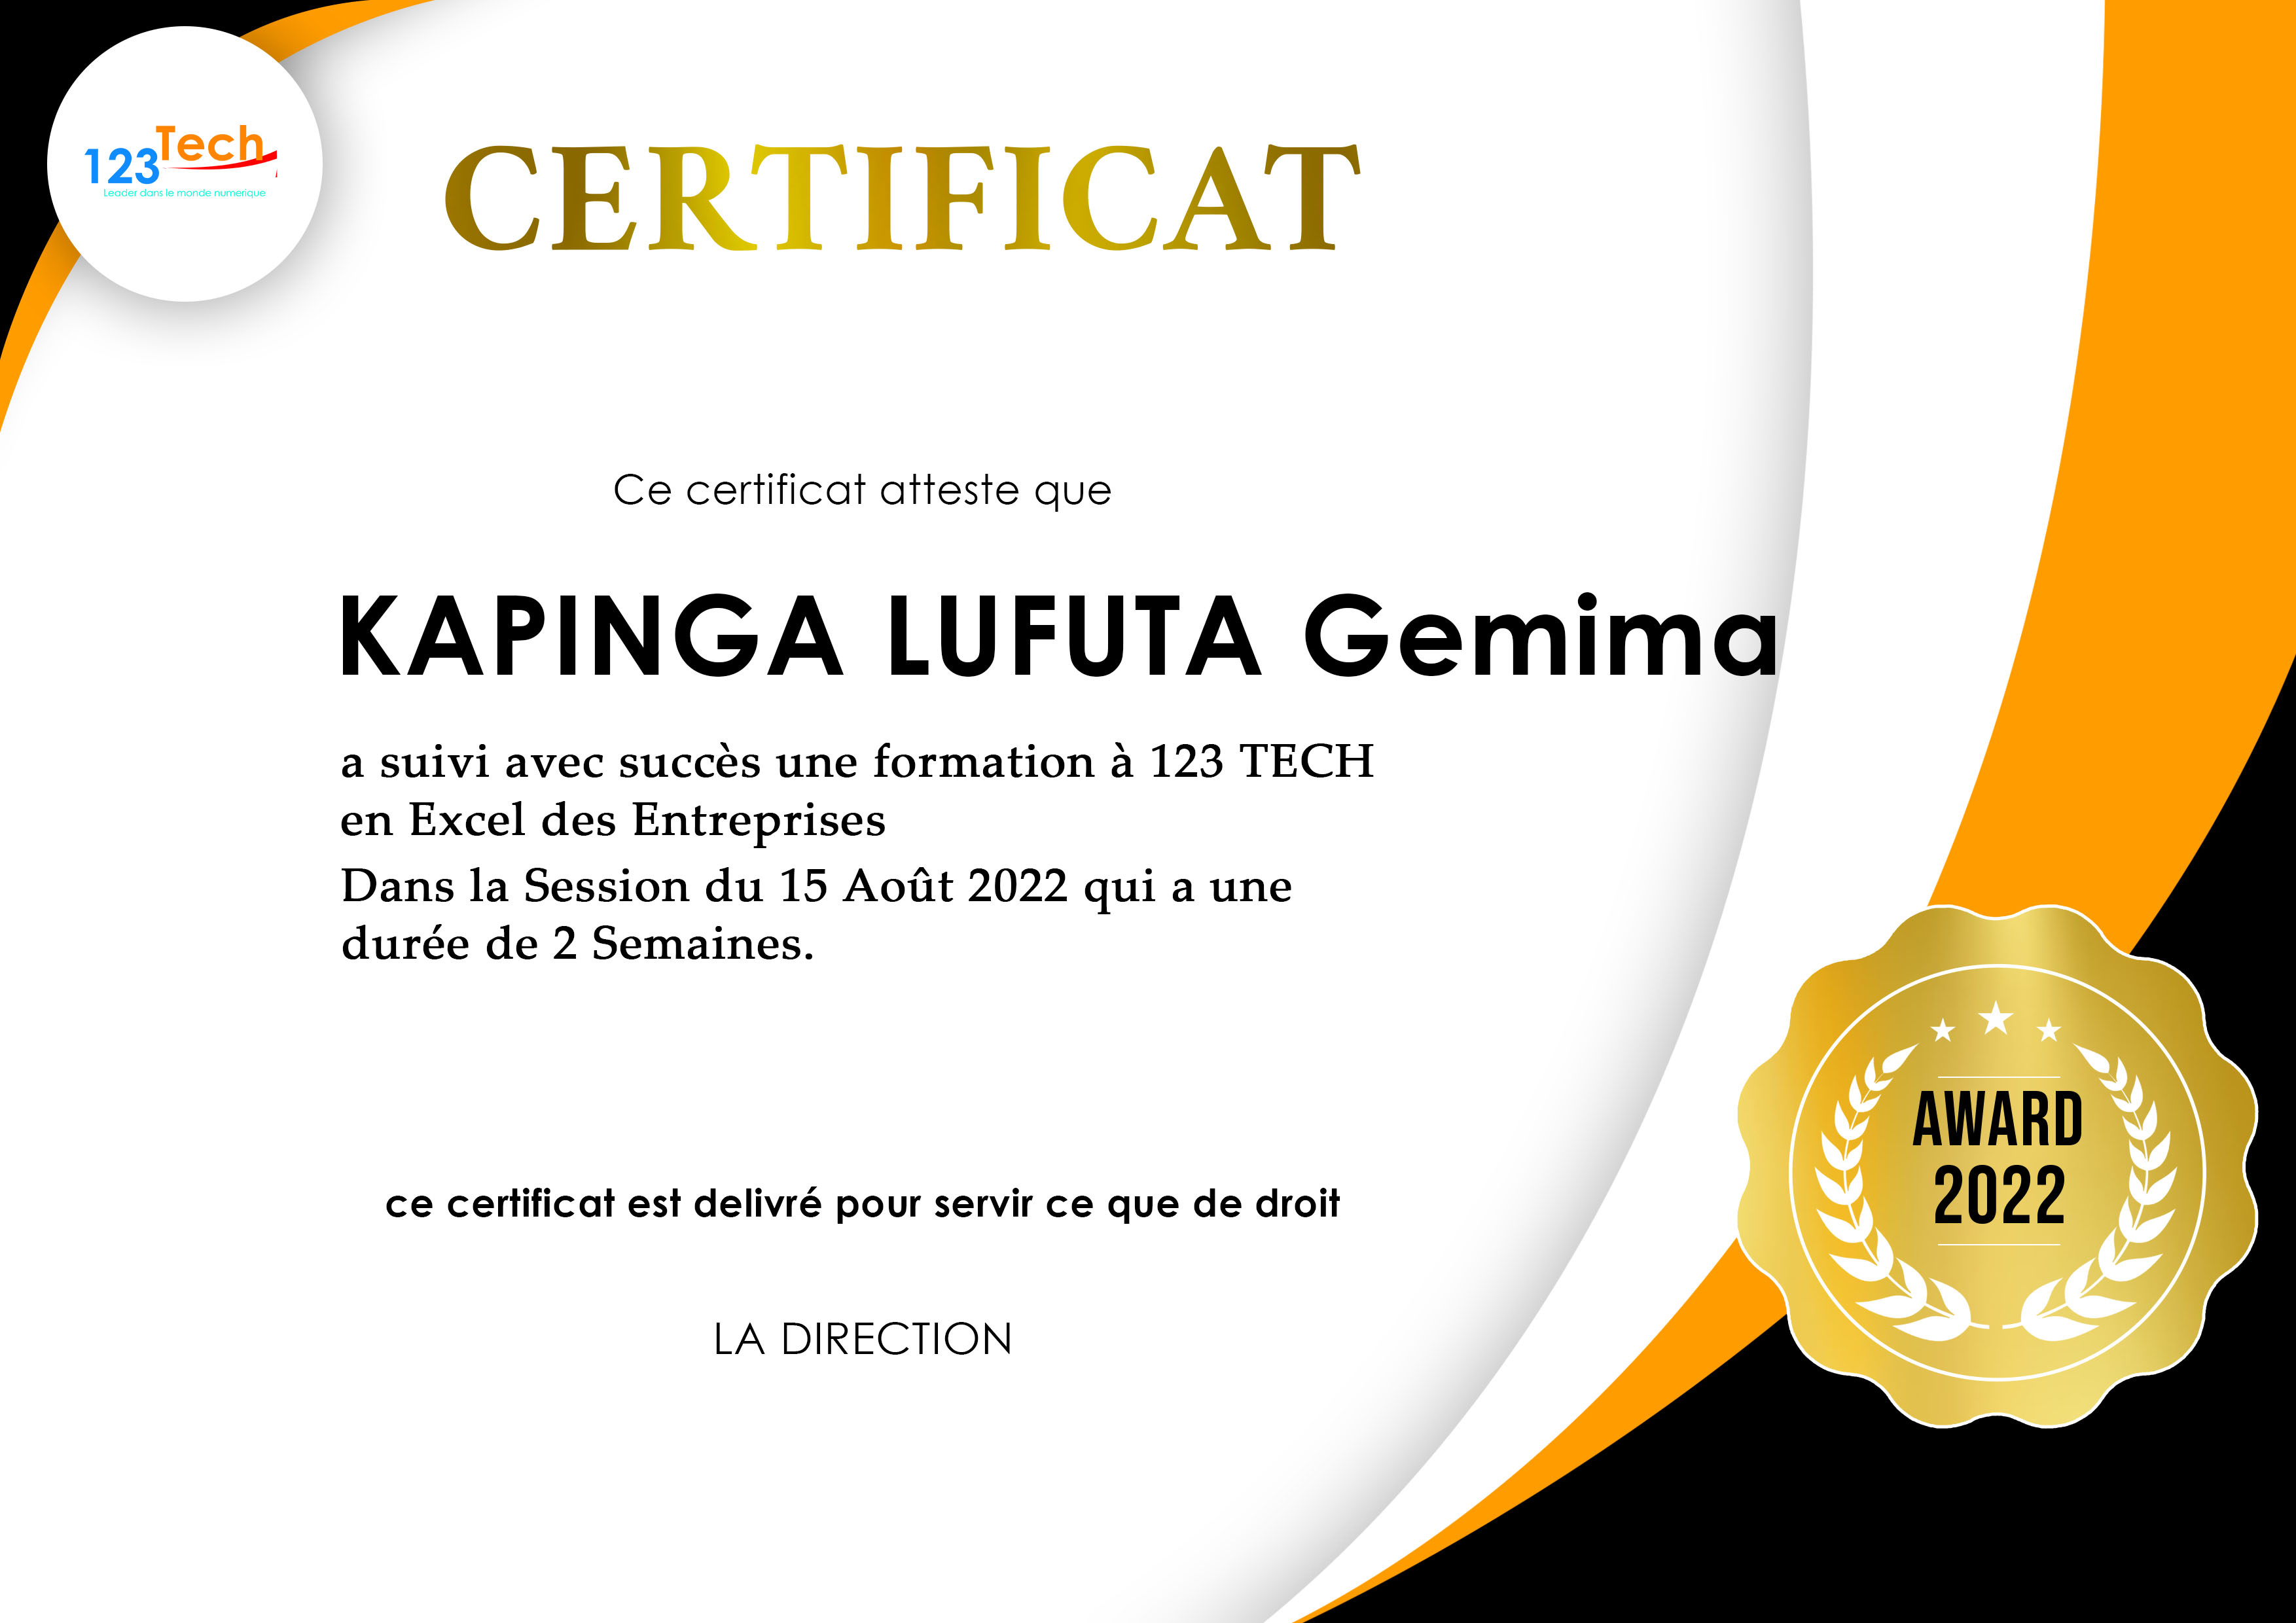 123Tech
Leader dans le monde numerique
CERTIFICAT
Ce certificat atteste que
KAPINGA LUFUTA Gemima
a suivi avec succès une formation à 123 TECH
en Excel des Entreprises
Dans la Session du 15 Août 2022 qui a une
durée de 2 Semaines.
ce certificat est delivré pour servir ce que de droit
LA DIRECTION
AWARD
2022